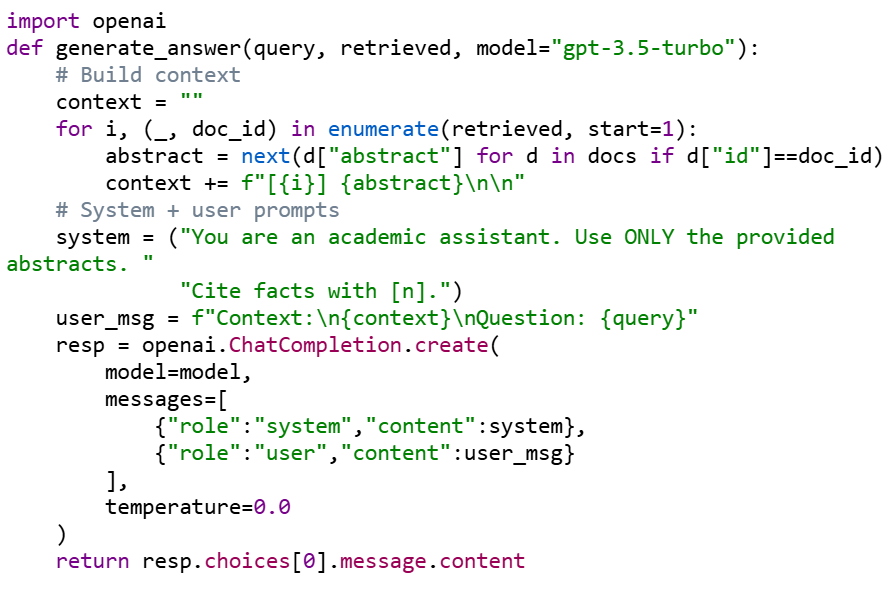 import openai
def generate_answer(query, retrieved, model="gpt-3.5-turbo"):
    # Build context
    context = ""
    for i, (_, doc_id) in enumerate(retrieved, start=1):
        abstract = next(d["abstract"] for d in docs if d["id"]==doc_id)
        context += f"[{i}] {abstract}\n\n"
    # System + user prompts
    system = ("You are an academic assistant. Use ONLY the provided
abstracts. "
              "Cite facts with [n].")
    user_msg = f"Context:\n{context}\nQuestion: {query}"
    resp = openai.ChatCompletion.create(
        model=model,
        messages=[
            {"role":"system","content":system},
            {"role":"user","content":user_msg}
        ],
        temperature=0.0
    )
    return resp.choices[0].message.content